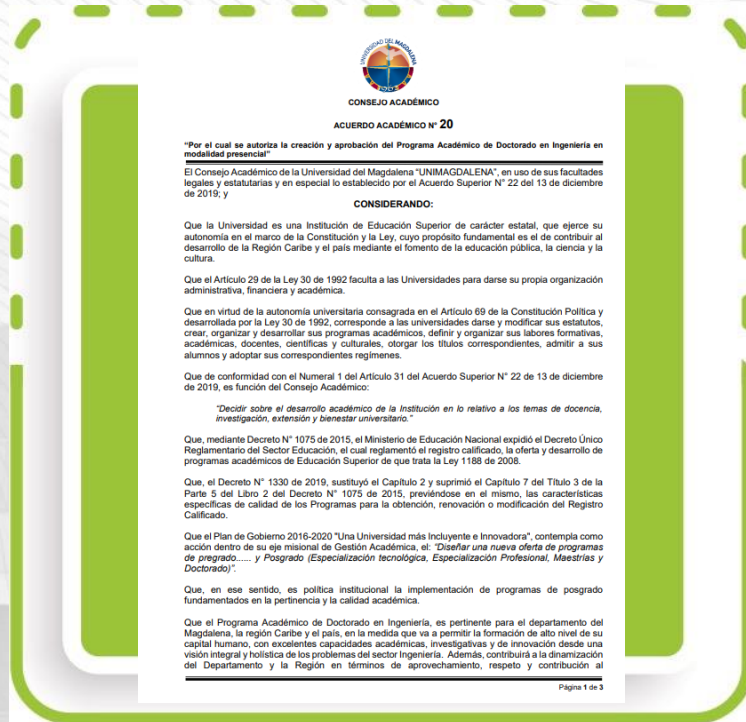 UNIVERSIDAD DEL MAGDALENA
CONSEJO ACADÉMICO
ACUERDO ACADÉMICO N° 20
"Por el cual se autoriza la creación y aprobación del Programa Académico de Doctorado en Ingeniería en
modalidad presencial"
El Consejo Académico de la Universidad del Magdalena "UNIMAGDALENA", en uso de sus facultades
legales y estatutarias y en especial lo establecido por el Acuerdo Superior N° 22 del 13 de diciembre
de 2019; y
CONSIDERANDO:
Que la Universidad es una Institución de Educación Superior de carácter estatal, que ejerce su
autonomía en el marco de la Constitución y la Ley, cuyo propósito fundamental es el de contribuir al
desarrollo de la Región Caribe y el país mediante el fomento de la educación pública, la ciencia y la
cultura.
Que el Artículo 29 de la Ley 30 de 1992 faculta a las Universidades para darse su propia organización
administrativa, financiera y académica.
Que en virtud de la autonomía universitaria consagrada en el Artículo 69 de la Constitución Política y
desarrollada por la Ley 30 de 1992, corresponde a las universidades darse y modificar sus estatutos,
crear, organizar y desarrollar sus programas académicos, definir y organizar sus labores formativas,
académicas, docentes, científicas y culturales, otorgar los títulos correspondientes, admitir a sus
alumnos y adoptar sus correspondientes regímenes.
Que de conformidad con el Numeral 1 del Artículo 31 del Acuerdo Superior N° 22 de 13 de diciembre
de 2019, es función del Consejo Académico:
"Decidir sobre el desarrollo académico de la Institución en lo relativo a los temas de docencia,
investigación, extensión y bienestar universitario."
Que, mediante Decreto N° 1075 de 2015, el Ministerio de Educación Nacional expidió el Decreto Único
Reglamentario del Sector Educación, el cual reglamentó el registro calificado, la oferta y desarrollo de
programas académicos de Educación Superior de que trata la Ley 1188 de 2008.
Que, el Decreto N° 1330 de 2019, sustituyó el Capítulo 2 y suprimió el Capítulo 7 del Título 3 de la
Parte 5 del Libro 2 del Decreto N° 1075 de 2015, previéndose en el mismo, las características
específicas de calidad de los Programas para la obtención, renovación o modificación del Registro
Calificado.
Que el Plan de Gobierno 2016-2020 "Una Universidad más Incluyente e Innovadora", contempla como
acción dentro de su eje misional de Gestión Académica, el: "Diseñar una nueva oferta de programas
de pregrado...... y Posgrado (Especialización tecnológica, Especialización Profesional, Maestrías y
Doctorado)".
Que, en ese sentido, es política institucional la implementación de programas de posgrado
fundamentados en la pertinencia y la calidad académica.
Que el Programa Académico de Doctorado en Ingeniería, es pertinente para el departamento del
Magdalena, la región Caribe y el país, en la medida que va a permitir la formación de alto nivel de su
capital humano, con excelentes capacidades académicas, investigativas y de innovación desde una
visión integral y holística de los problemas del sector Ingeniería. Además, contribuirá a la dinamización
del Departamento y la Región en términos de aprovechamiento, respeto y contribución al
Página 1 de 3